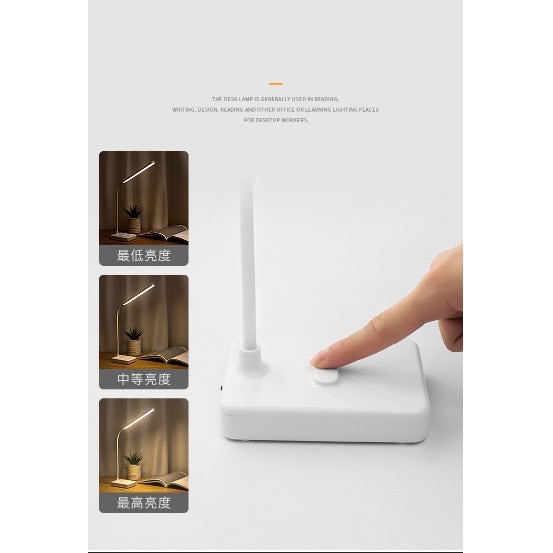 THE DESK LAMP IS GENERALLY USED IN READING,
WRITING, DESIGN, READING AND OTHER OFFICE OR LEARNING LIGHTING PLACES
FOR DESKTOP WORKERS,
最低亮度
中等亮度
最高亮度